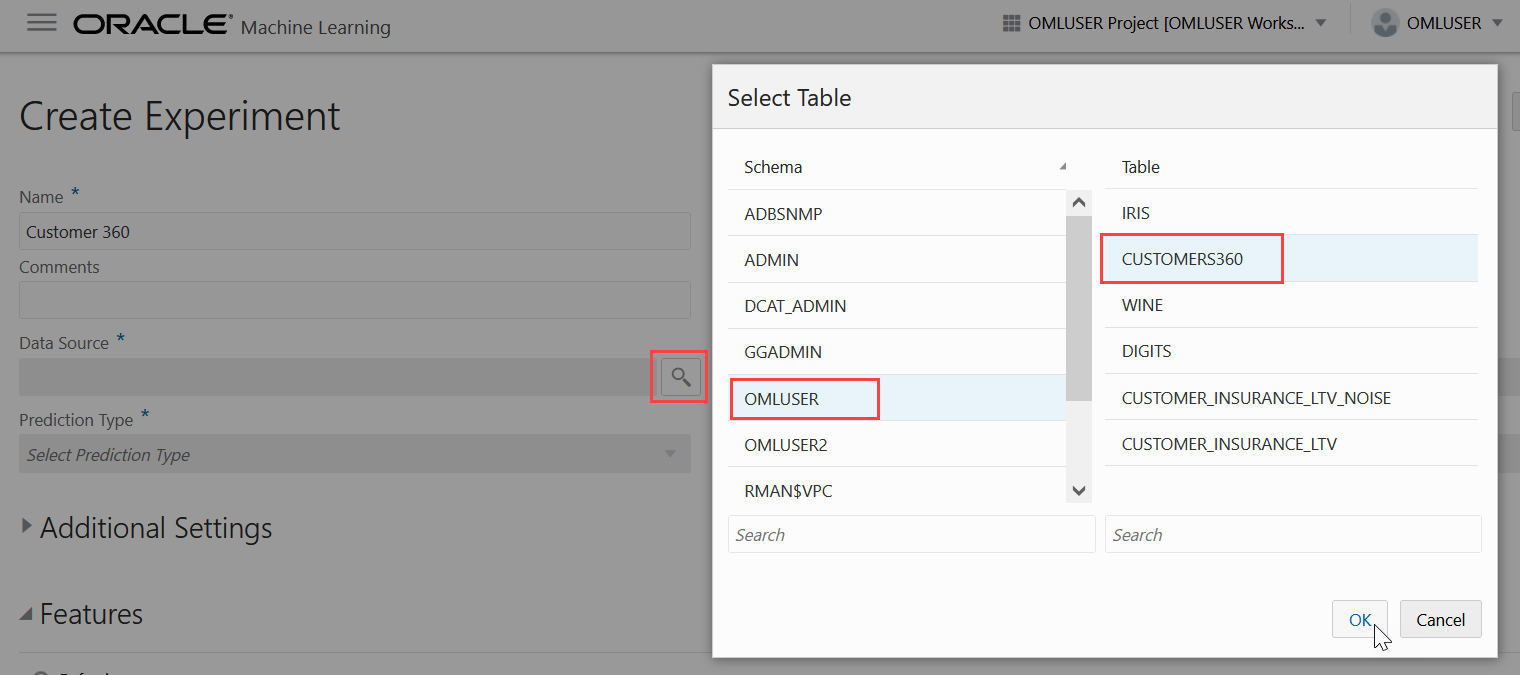 ORACLE® Machine Learning
OMLUSER Project [OMLUSER Works...
OMLUSER
Create Experiment
Name *
Customer 360
Comments
Data Source *
Prediction Type *
Select Prediction Type
Additional Settings
Features
Select Table
Schema
ADBSNMP
ADMIN
DCAT_ADMIN
GGADMIN
OMLUSER
OMLUSER2
RMAN$VPC
Search
Table
IRIS
CUSTOMERS360
WINE
DIGITS
CUSTOMER_INSURANCE_LTV_NOISE
CUSTOMER_INSURANCE_LTV
Search
OK
Cancel